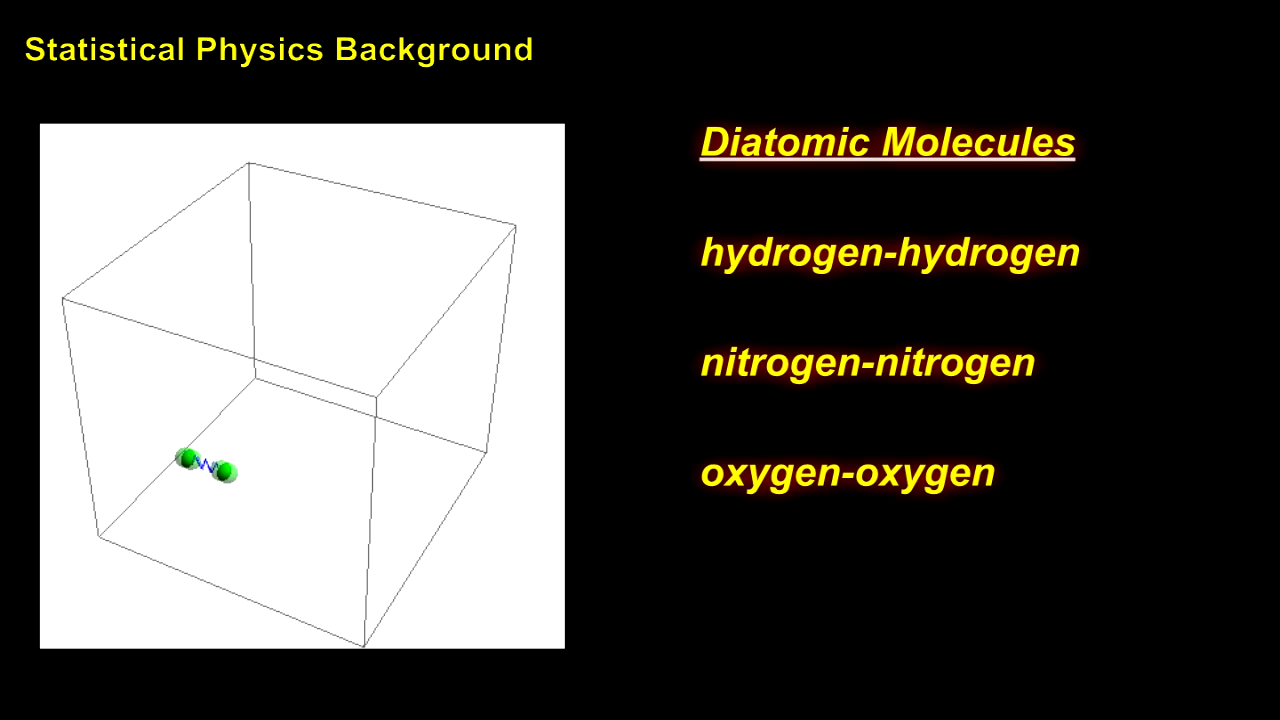 Statistical Physics Background
Diatomic Molecules
hydrogen-hydrogen
nitrogen-nitrogen
oxygen-oxygen